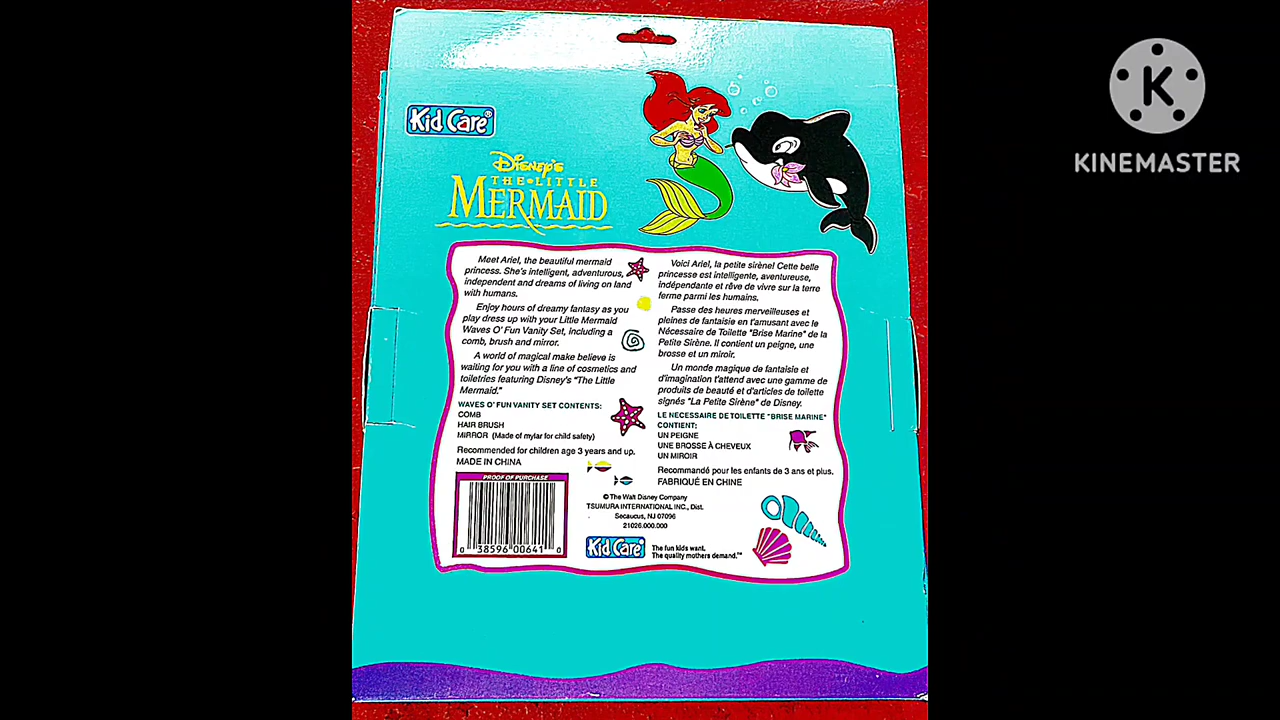 Kid Care®
Disney's
THE LITTLE
MERMAID
Meet Ariel, the beautiful mermaid
princess. She's intelligent, adventurous,
independent and dreams of living on land
with humans.
Enjoy hours of dreamy fantasy as you
play dress up with your Little Mermaid
Waves O' Fun Vanity Set, including a
comb, brush and mirror.
A world of magical make believe is
waiting for you with a line of cosmetics and
toiletries featuring Disney's "The Little
Mermaid."
WAVES O' FUN VANITY SET CONTENTS:
COMB
HAIR BRUSH
MIRROR (Made of mylar for child safety)
Recommended for children age 3 years and up.
MADE IN CHINA
PROOF OF PURCHASE
0 38596 00641 0
Voici Ariel, la petite sirène! Cette belle
princesse est intelligente, aventureuse,
indépendante et rêve de vivre sur la terre
ferme parmi les humains.
Passe des heures merveilleuses et
pleines de fantaisie en t'amusant avec le
Nécessaire de Toilette "Brise Marine" de la
Petite Sirène. Il contient un peigne, une
brosse et un miroir.
Un monde magique de fantaisie et
d'imagination t'attend avec une gamme de
produits de beauté et d'articles de toilette
signés "La Petite Sirène" de Disney.
LE NECESSAIRE DE TOILETTE "BRISE MARINE"
CONTIENT:
UN PEIGNE
UNE BROSSE À CHEVEUX
UN MIROIR
Recommandé pour les enfants de 3 ans et plus.
FABRIQUÉ EN CHINE
© The Walt Disney Company
TSUMURA INTERNATIONAL INC., Dist.
Secaucus, NJ 07096
21026.000.000
Kid Care®
The fun kids want.
The quality mothers demand.™
K
KINEMASTER